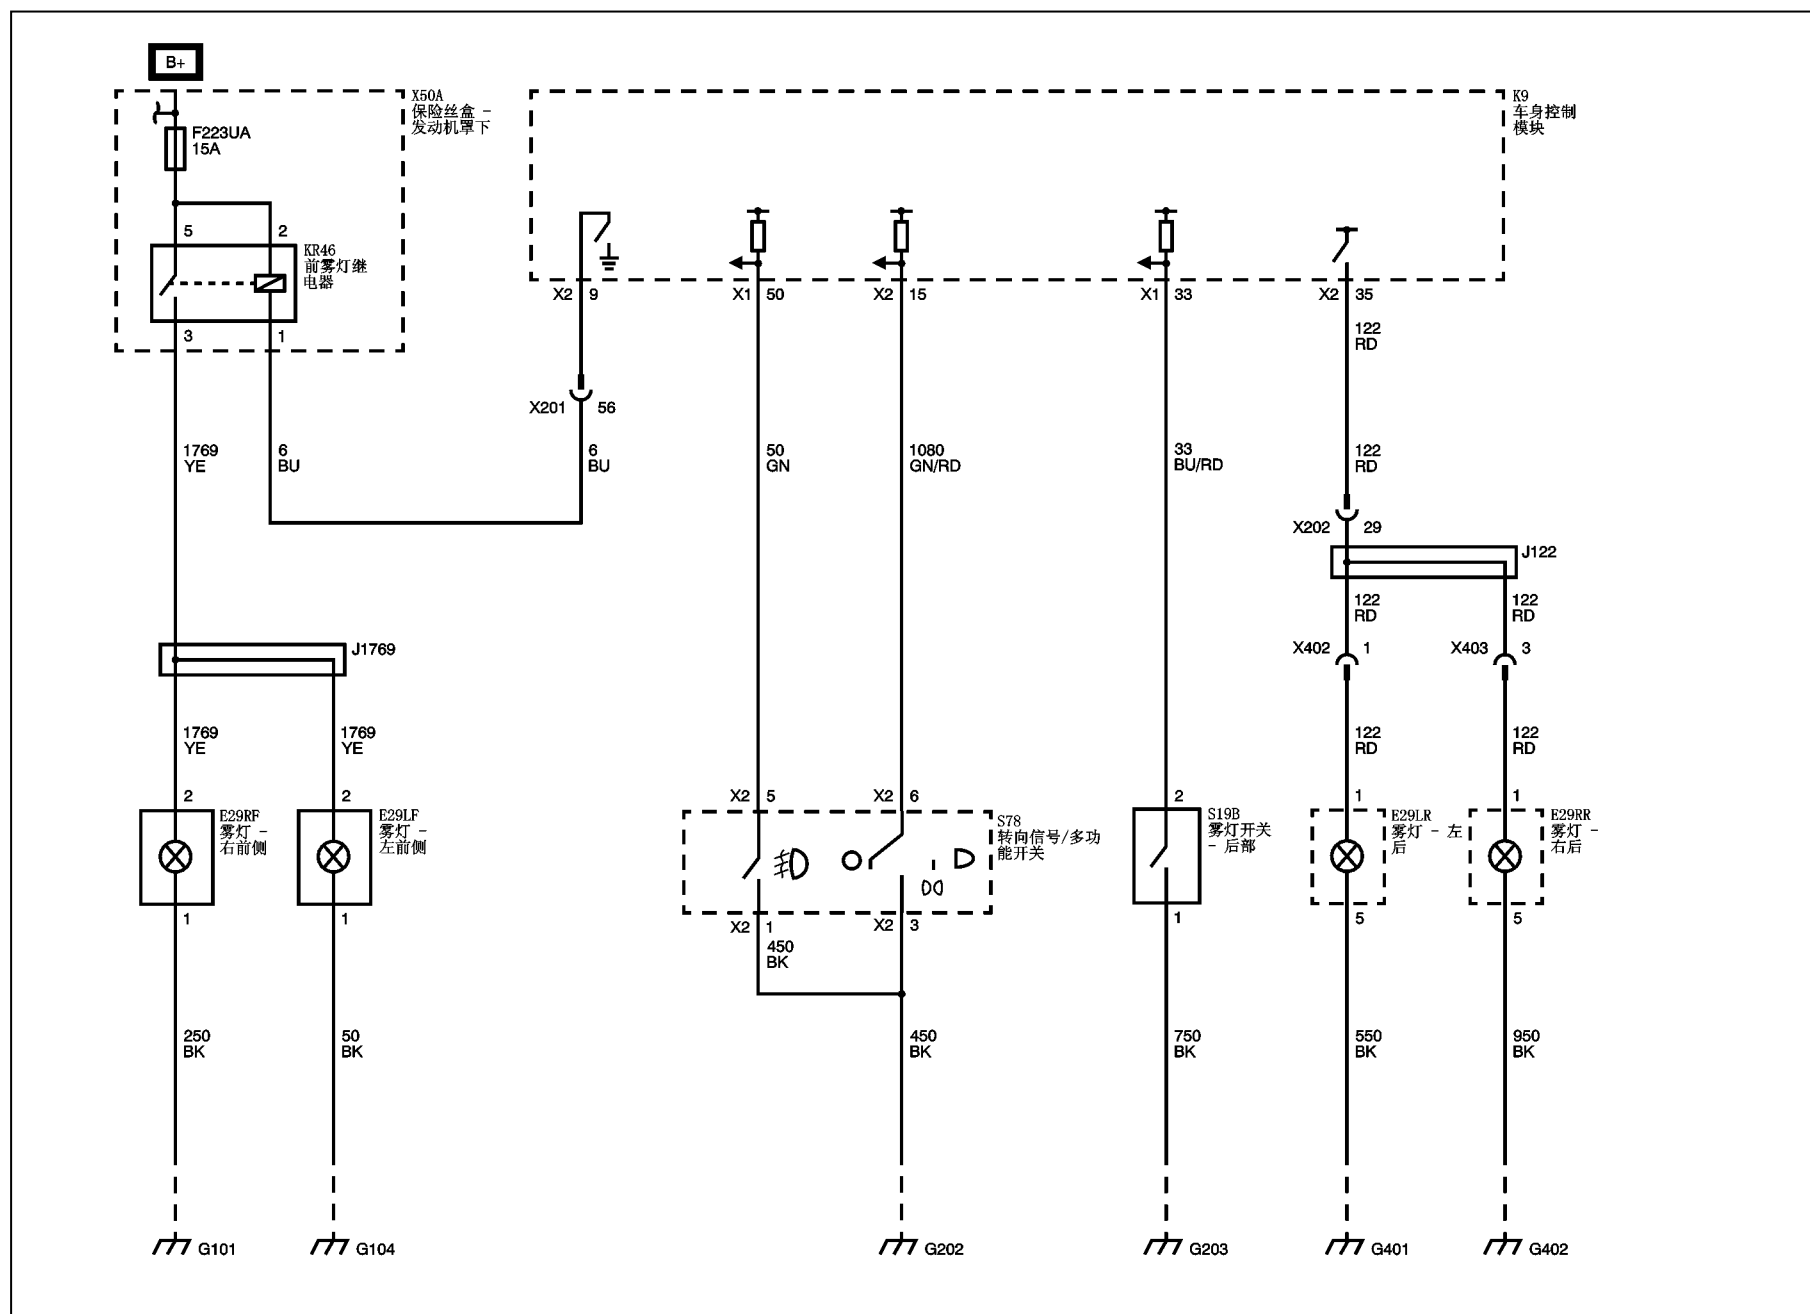 B+
X50A
保险丝盒 -
发动机罩下
F223UA
15A
5
2
KR46
前雾灯继
电器
3
1
K9
车身控制
模块
X2 9
X1 50
X2 15
X1 33
X2 35
122
RD
X201 56
1769
YE
6
BU
6
BU
50
GN
1080
GN/RD
33
BU/RD
122
RD
X202 29
J122
122
RD
122
RD
X402 1
X403 3
J1769
1769
YE
1769
YE
122
RD
122
RD
2
E29RF
雾灯 -
右前侧
1
2
E29LF
雾灯 -
左前侧
1
X2 5
X2 6
S78
转向信号/多功
能开关
X2 1
X2 3
450
BK
2
S19B
雾灯开关
- 后部
1
1
E29LR
雾灯 - 左
后
5
1
E29RR
雾灯 -
右后
5
250
BK
50
BK
450
BK
750
BK
550
BK
950
BK
G101
G104
G202
G203
G401
G402